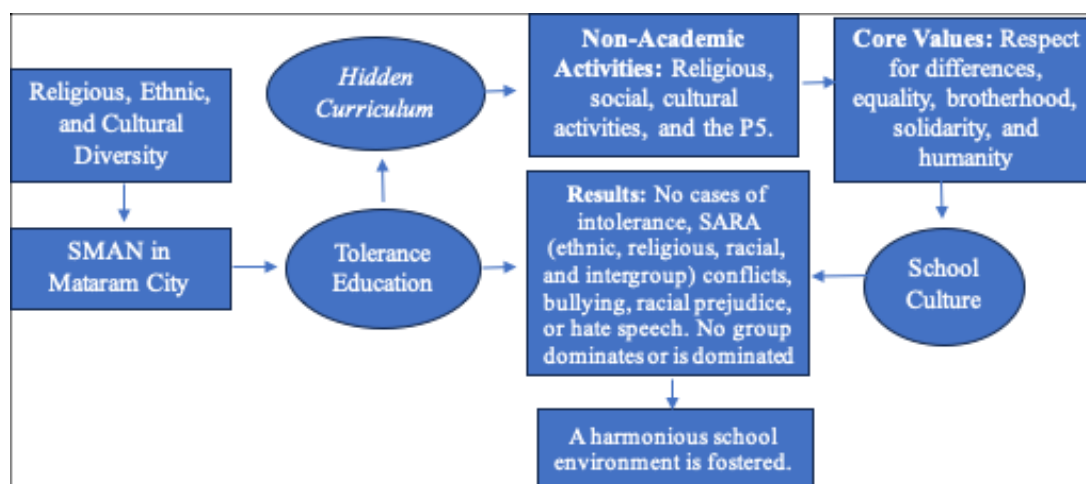 Religious, Ethnic,
and Cultural
Diversity
SMAN in
Mataram City
Tolerance
Education
Hidden
Curriculum
Non-Academic
Activities: Religious,
social, cultural
activities, and the P5.
Core Values: Respect
for differences,
equality, brotherhood,
solidarity, and
humanity
School
Culture
Results: No cases of
intolerance, SARA
(ethnic, religious, racial,
and intergroup) conflicts,
bullying, racial prejudice,
or hate speech. No group
dominates or is dominated
A harmonious school
environment is fostered.